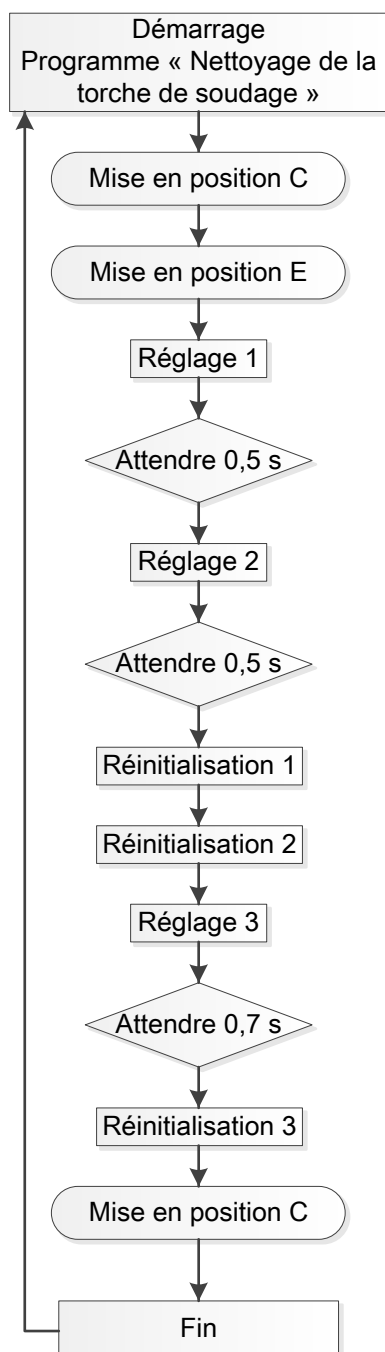 Démarrage
Programme « Nettoyage de la
torche de soudage »
Mise en position C
Mise en position E
Réglage 1
Attendre 0,5 s
Réglage 2
Attendre 0,5 s
Réinitialisation 1
Réinitialisation 2
Réglage 3
Attendre 0,7 s
Réinitialisation 3
Mise en position C
Fin